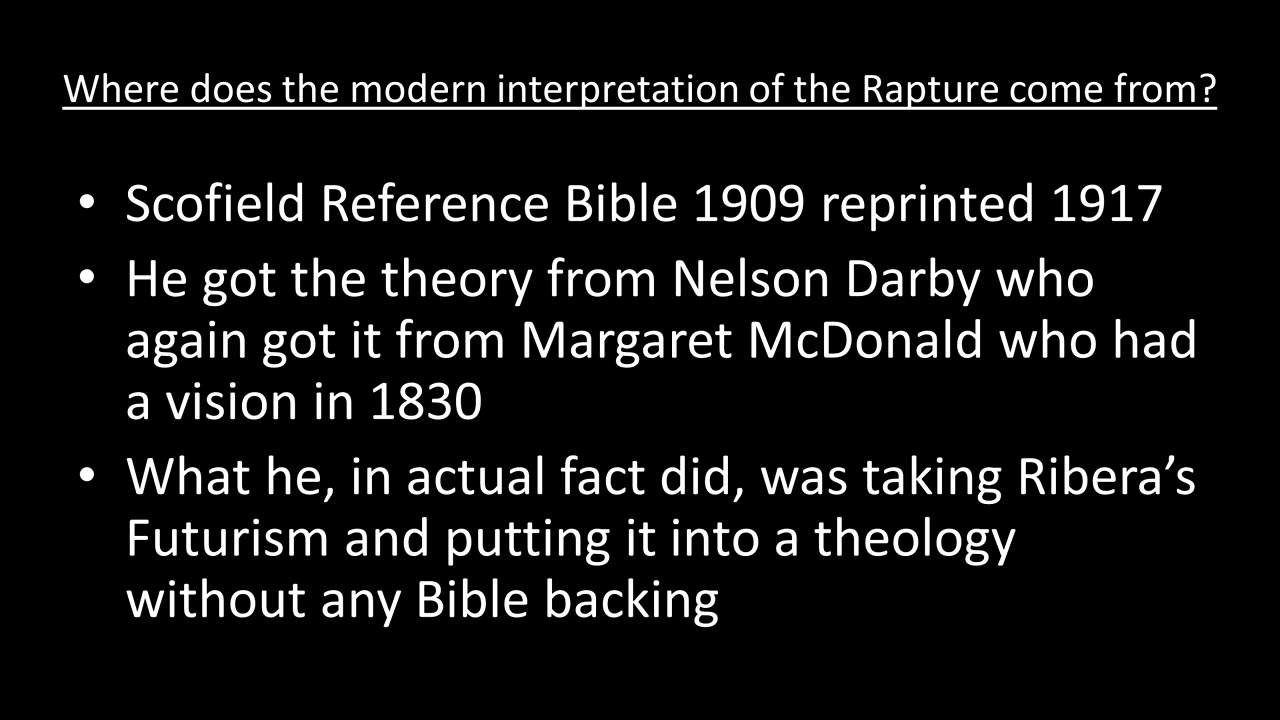 Where does the modern interpretation of the Rapture come from?
• Scofield Reference Bible 1909 reprinted 1917
• He got the theory from Nelson Darby who
again got it from Margaret McDonald who had
a vision in 1830
• What he, in actual fact did, was taking Ribera’s
Futurism and putting it into a theology
without any Bible backing